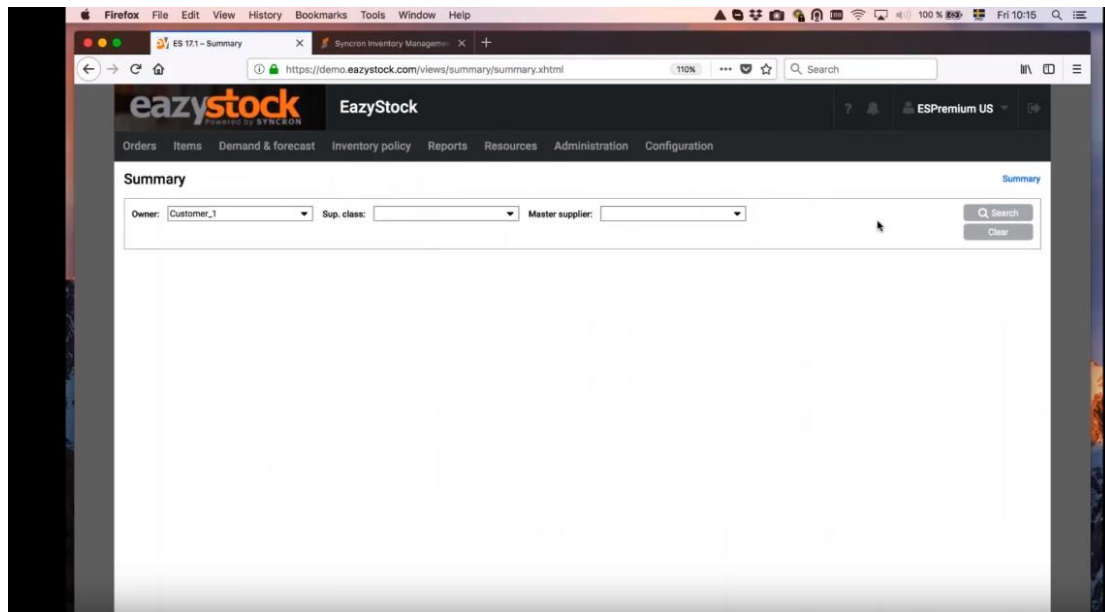 Firefox File Edit View History Bookmarks Tools Window Help 100 % Fri 10:15
ES 17.1 – Summary Syncron Inventory Managemen
https://demo.eazystock.com/views/summary/summary.xhtml 110% Search
eazystock EazyStock ? ESPremium US
Powered by SYNCRON
Orders Items Demand & forecast Inventory policy Reports Resources Administration Configuration
Summary Summary
Owner: Customer_1 Sup. class: Master supplier: Search
Clear